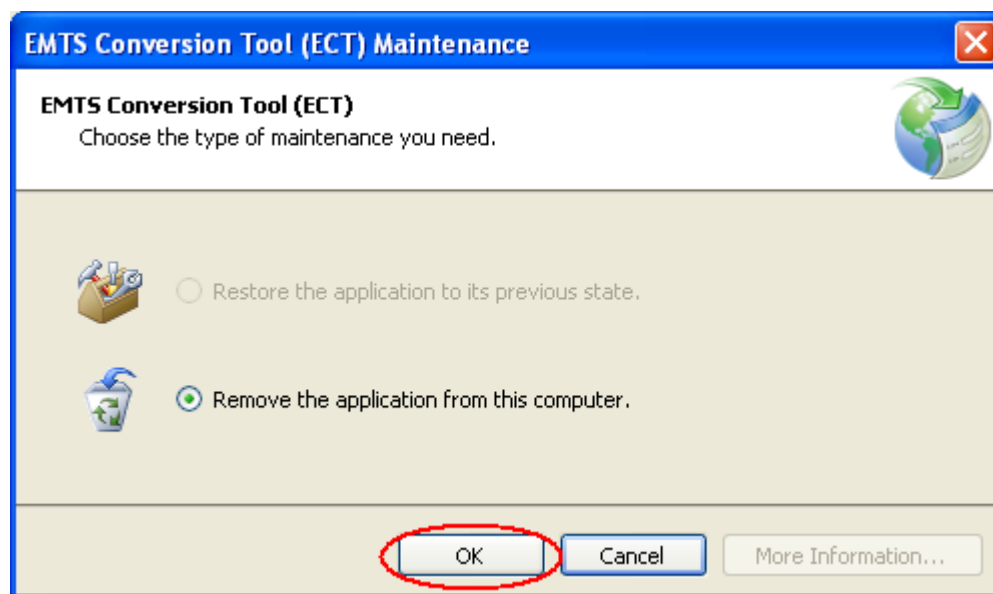 EMTS Conversion Tool (ECT) Maintenance
EMTS Conversion Tool (ECT)
Choose the type of maintenance you need.
Restore the application to its previous state.
Remove the application from this computer.
OK Cancel More Information...